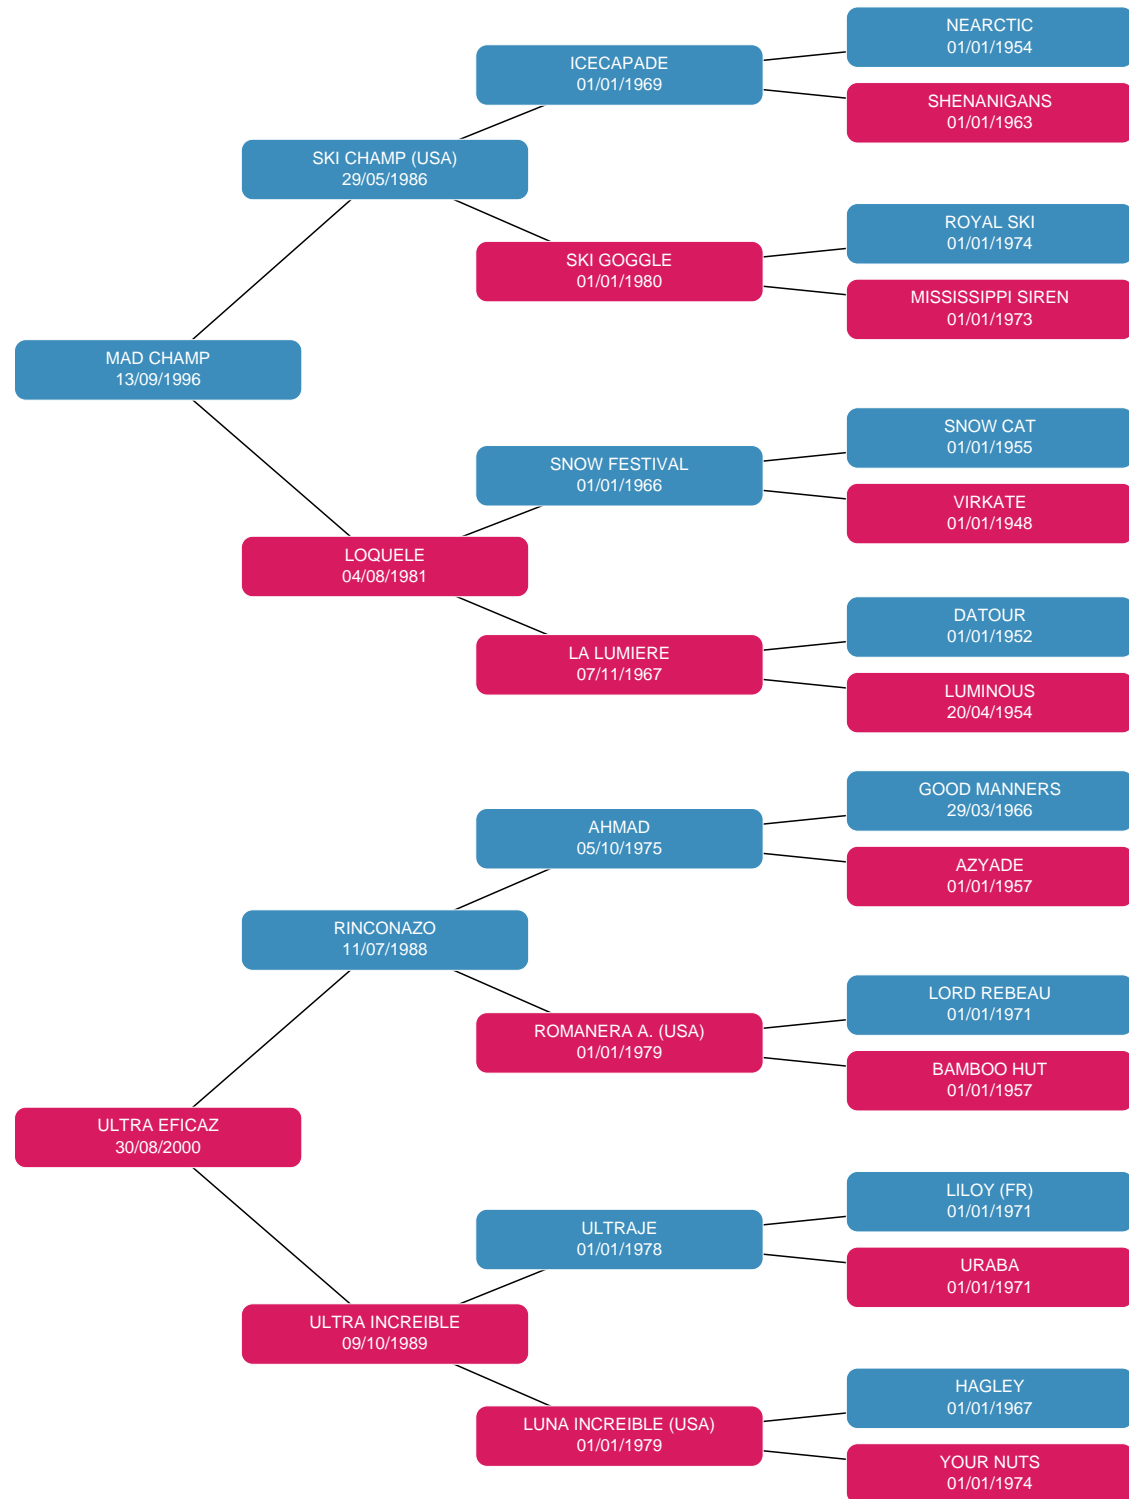 NEARCTIC
01/01/1954
ICECAPADE
01/01/1969
SHENANIGANS
01/01/1963
SKI CHAMP (USA)
29/05/1986
ROYAL SKI
01/01/1974
SKI GOGGLE
01/01/1980
MISSISSIPPI SIREN
01/01/1973
MAD CHAMP
13/09/1996
SNOW CAT
01/01/1955
SNOW FESTIVAL
01/01/1966
VIRKATE
01/01/1948
LOQUELE
04/08/1981
DATOUR
01/01/1952
LA LUMIERE
07/11/1967
LUMINOUS
20/04/1954
GOOD MANNERS
29/03/1966
AHMAD
05/10/1975
AZYADE
01/01/1957
RINCONAZO
11/07/1988
LORD REBEAU
01/01/1971
ROMANERA A. (USA)
01/01/1979
BAMBOO HUT
01/01/1957
ULTRA EFICAZ
30/08/2000
LILOY (FR)
01/01/1971
ULTRAJE
01/01/1978
URABA
01/01/1971
ULTRA INCREIBLE
09/10/1989
HAGLEY
01/01/1967
LUNA INCREIBLE (USA)
01/01/1979
YOUR NUTS
01/01/1974